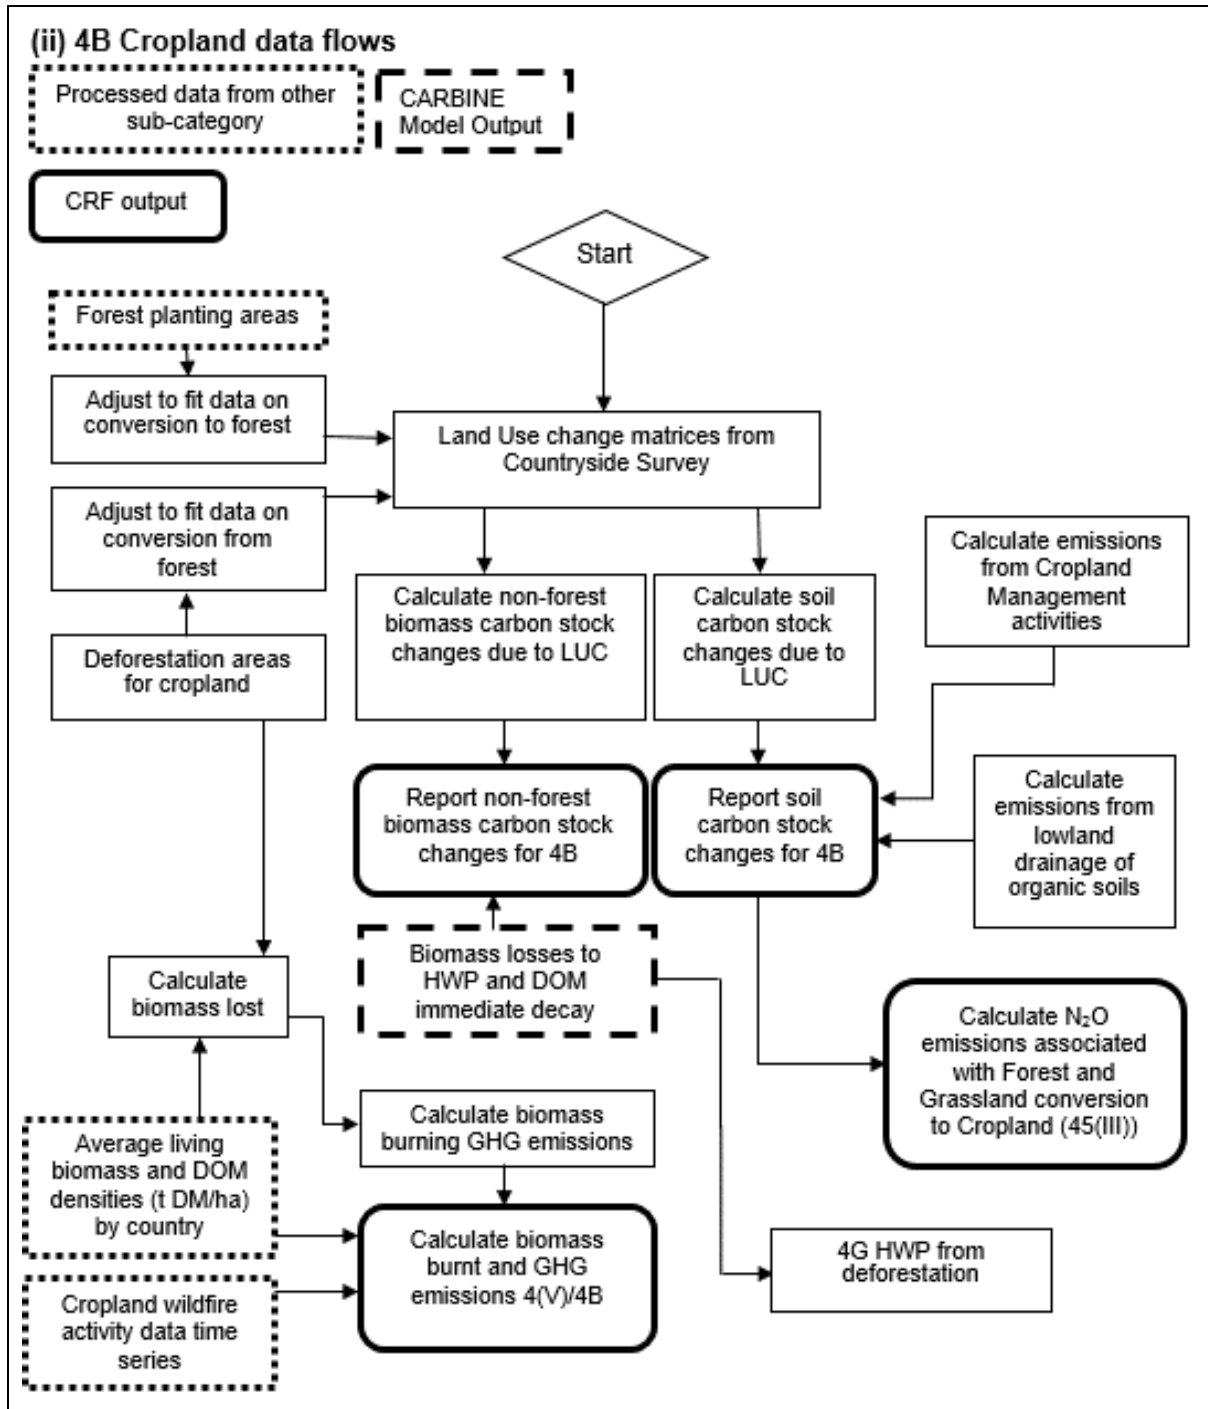 (ii) 4B Cropland data flows
Processed data from other
sub-category
CARBINE
Model Output
CRF output
Start
Forest planting areas
Adjust to fit data on
conversion to forest
Land Use change matrices from
Countryside Survey
Adjust to fit data on
conversion from
forest
Calculate emissions
from Cropland
Management
activities
Calculate non-forest
biomass carbon stock
changes due to LUC
Calculate soil
carbon stock
changes due to
LUC
Deforestation areas
for cropland
Report non-forest
biomass carbon stock
changes for 4B
Report soil
carbon stock
changes for 4B
Calculate
emissions from
lowland
drainage of
organic soils
Biomass losses to
HWP and DOM
immediate decay
Calculate
biomass lost
Calculate N₂O
emissions associated
with Forest and
Grassland conversion
to Cropland (45(III))
Calculate biomass
burning GHG emissions
Average living
biomass and DOM
densities (t DM/ha)
by country
Calculate biomass
burnt and GHG
emissions 4(V)/4B
4G HWP from
deforestation
Cropland wildfire
activity data time
series